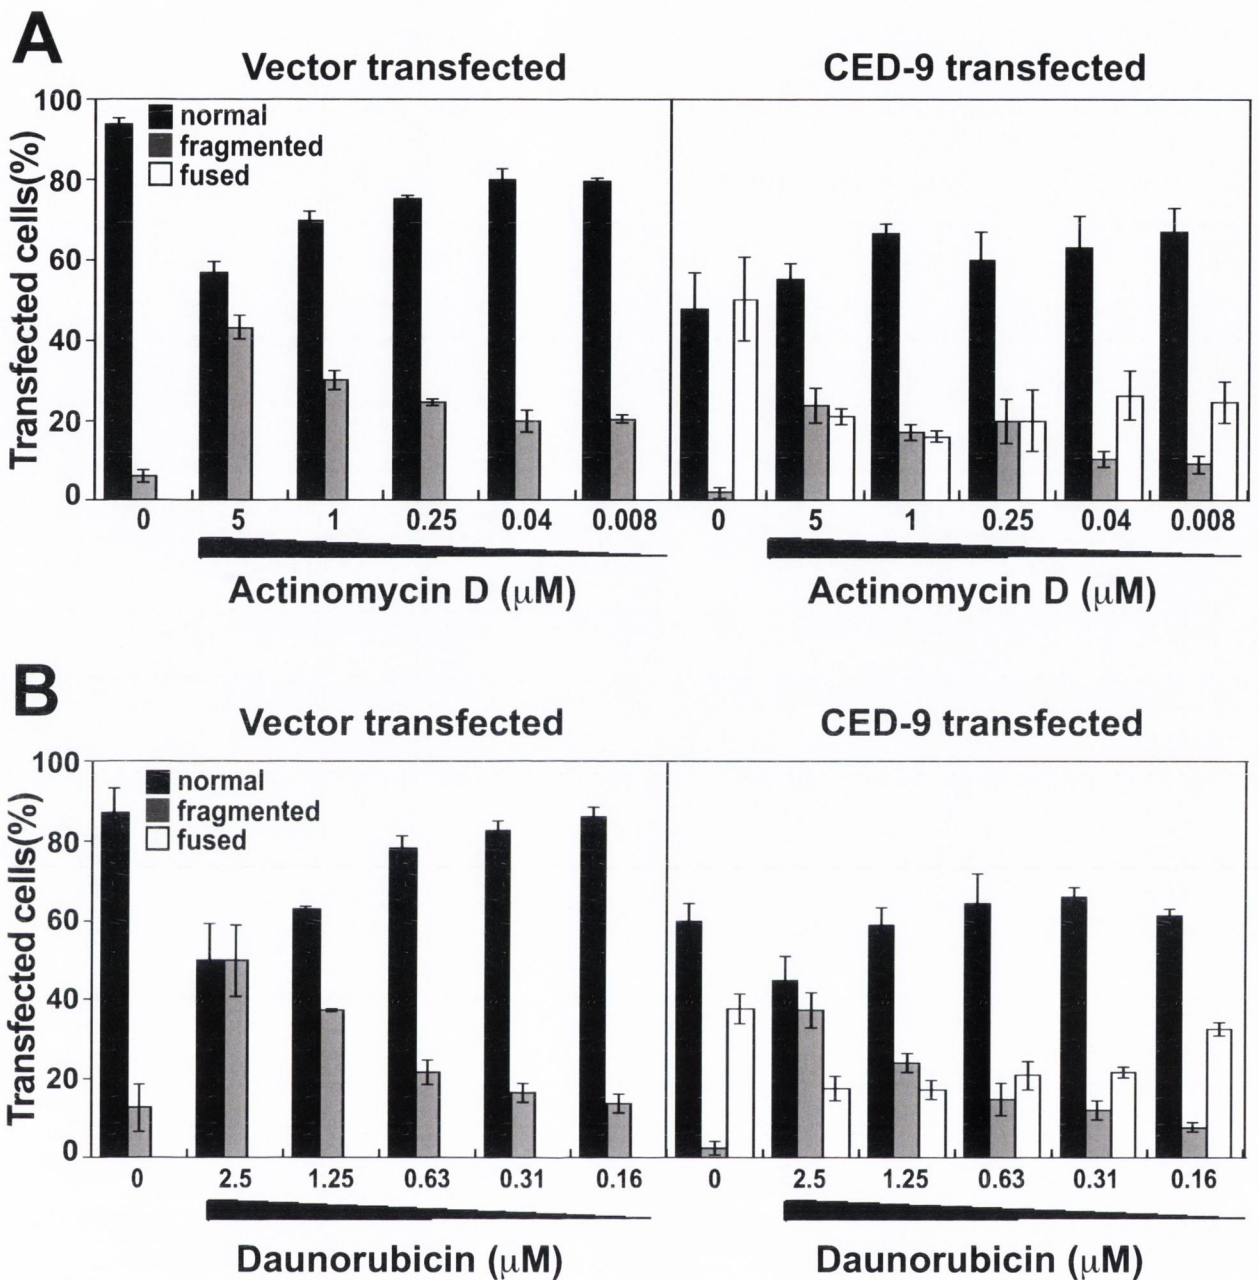 A
Vector transfected CED-9 transfected
Transfected cells(%)
100
80
60
40
20
0
normal
fragmented
fused
0 5 1 0.25 0.04 0.008 0 5 1 0.25 0.04 0.008
Actinomycin D (μM) Actinomycin D (μM)
B
Vector transfected CED-9 transfected
Transfected cells(%)
100
80
60
40
20
0
normal
fragmented
fused
0 2.5 1.25 0.63 0.31 0.16 0 2.5 1.25 0.63 0.31 0.16
Daunorubicin (μM) Daunorubicin (μM)